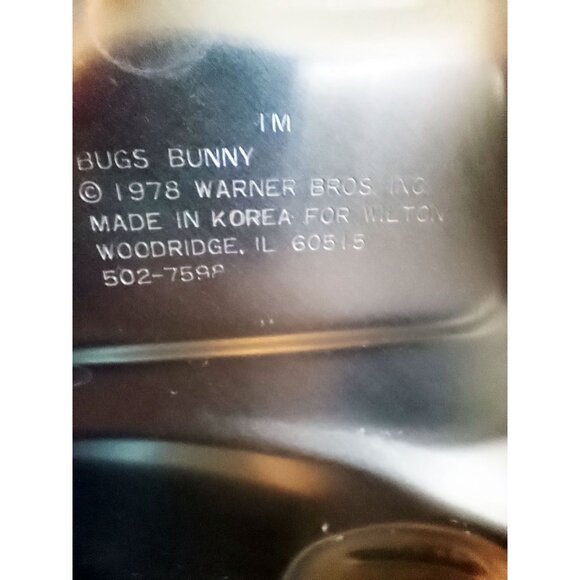 TM
BUGS BUNNY
© 1978 WARNER BROS. INC.
MADE IN KOREA FOR WILTON
WOODRIDGE, IL 60515
502-7598